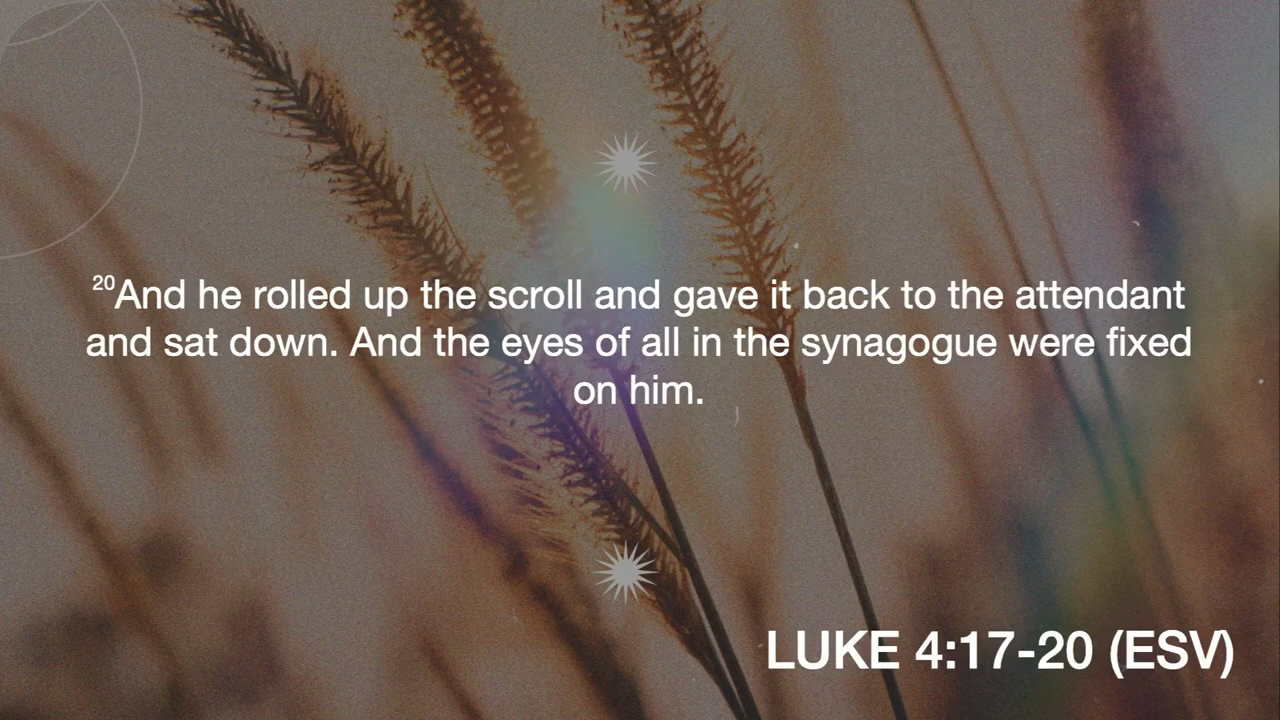 20And he rolled up the scroll and gave it back to the attendant
and sat down. And the eyes of all in the synagogue were fixed
on him.
LUKE 4:17-20 (ESV)